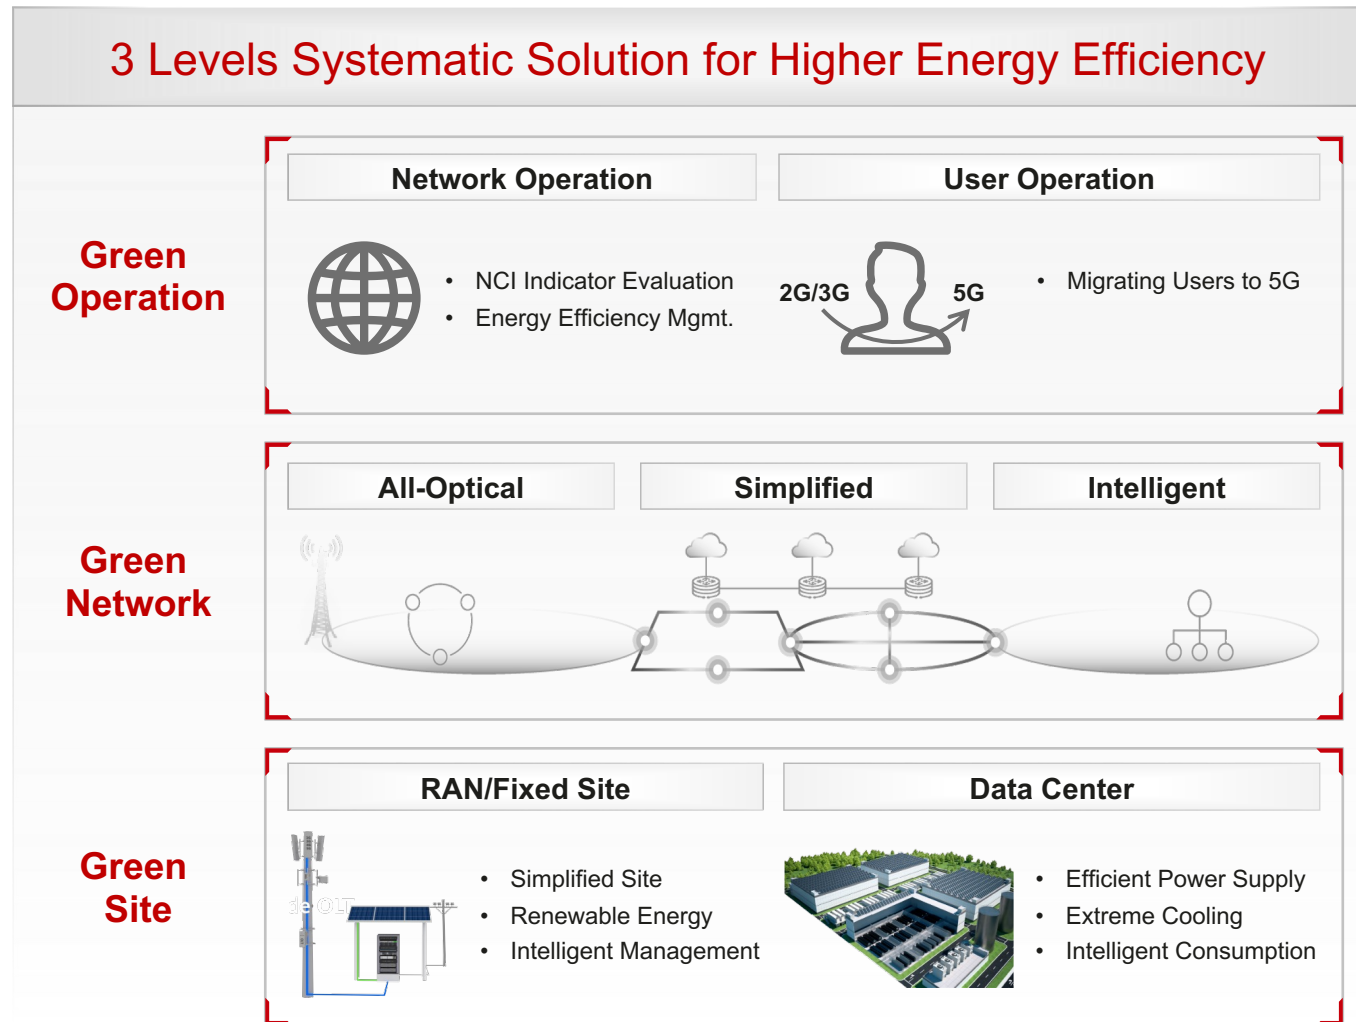 3 Levels Systematic Solution for Higher Energy Efficiency
Green
Operation
Network Operation
• NCI Indicator Evaluation
• Energy Efficiency Mgmt.
User Operation
2G/3G
5G
• Migrating Users to 5G
Green
Network
All-Optical
Simplified
Intelligent
Green
Site
RAN/Fixed Site
OLT
• Simplified Site
• Renewable Energy
• Intelligent Management
Data Center
• Efficient Power Supply
• Extreme Cooling
• Intelligent Consumption